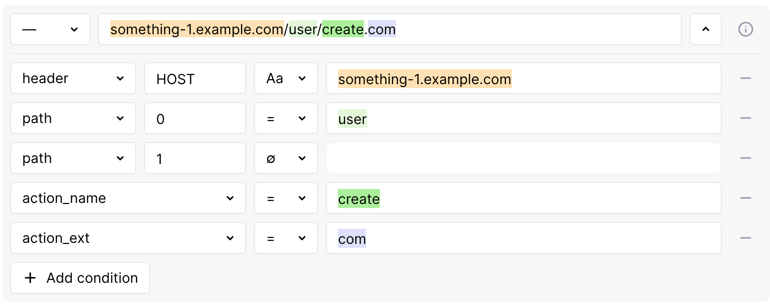 — something-1.example.com/user/create.com
header HOST Aa something-1.example.com
path 0 = user
path 1 ∅
action_name = create
action_ext = com
+ Add condition